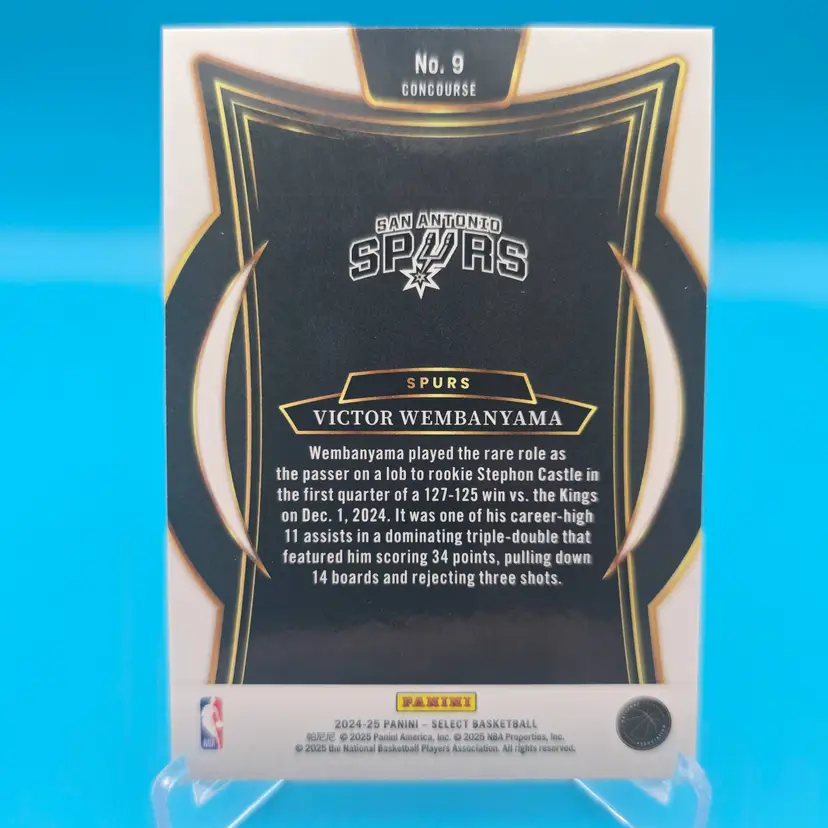 No. 9
CONCOURSE
SAN ANTONIO
SPURS
SPURS
VICTOR WEMBANYAMA
Wembanyama played the rare role as
the passer on a lob to rookie Stephon Castle in
the first quarter of a 127-125 win vs. the Kings
on Dec. 1, 2024. It was one of his career-high
11 assists in a dominating triple-double that
featured him scoring 34 points, pulling down
14 boards and rejecting three shots.
PANINI
2024-25 PANINI – SELECT BASKETBALL
帕尼尼 © 2025 Panini America, Inc. © 2025 NBA Properties, Inc.
© 2025 the National Basketball Players Association. All rights reserved.